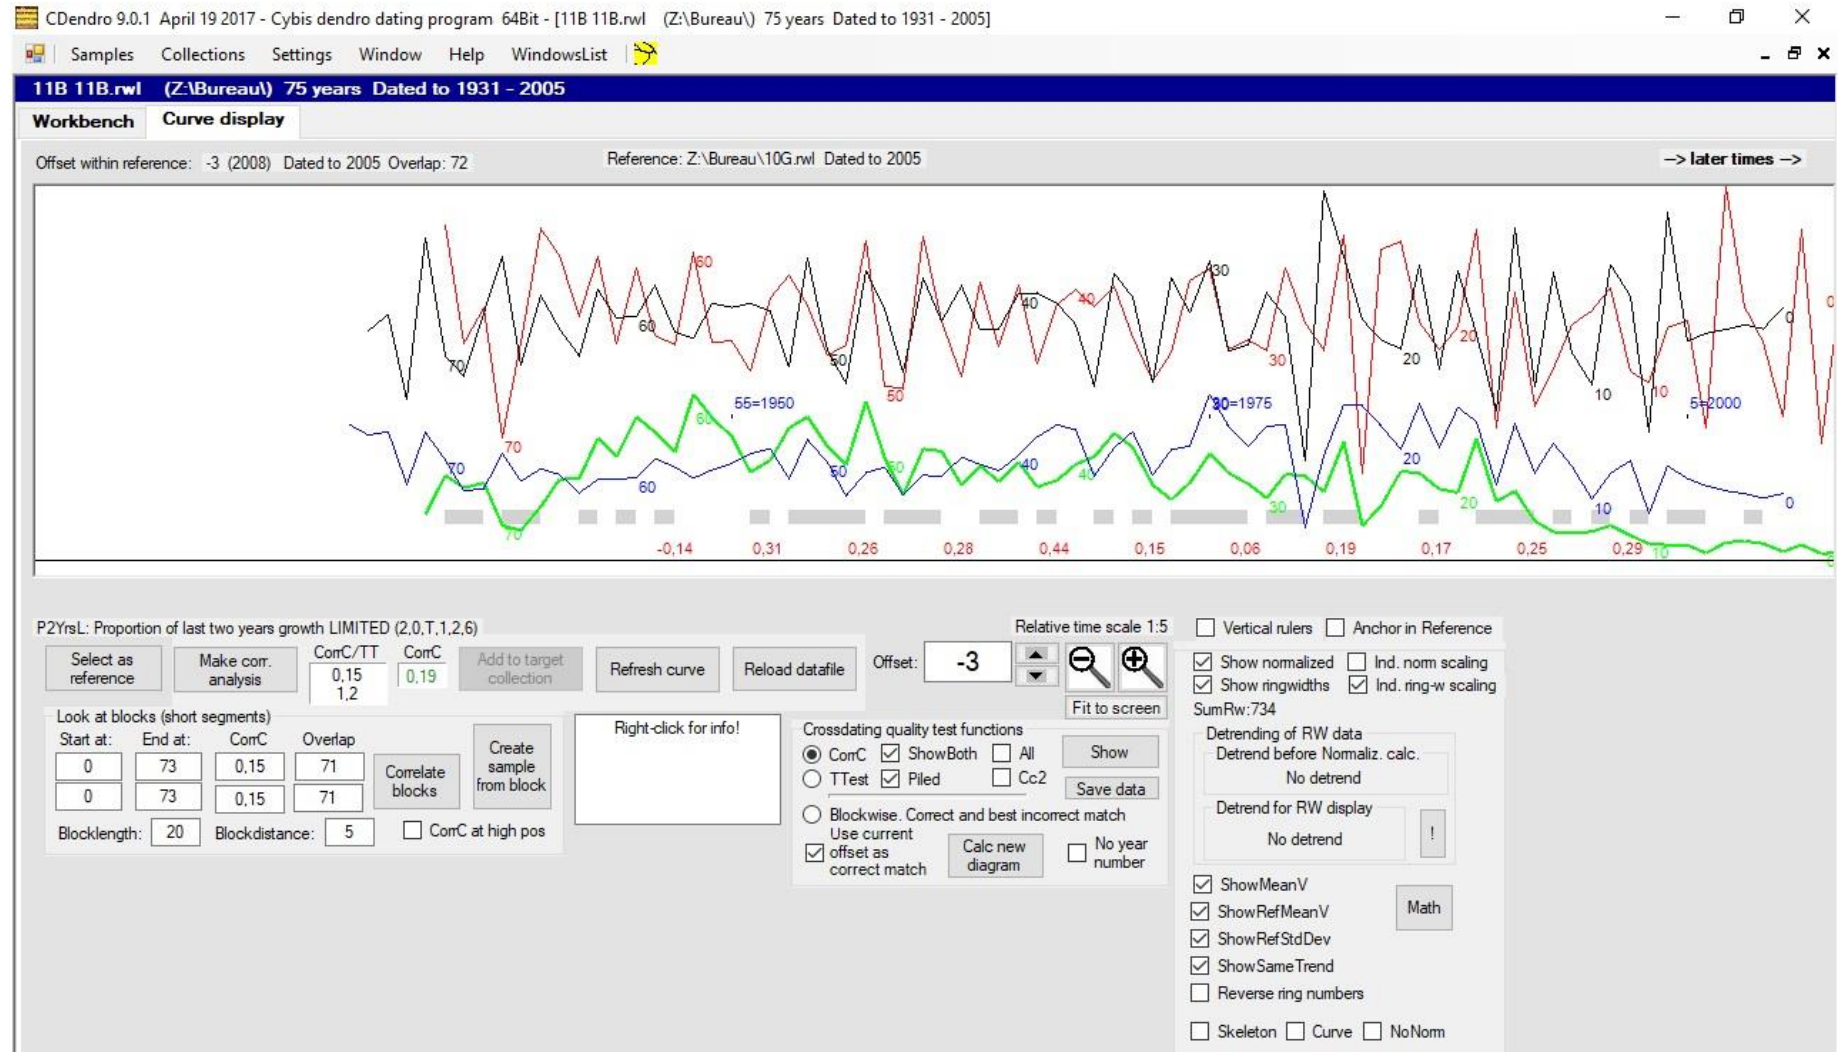 CDendro 9.0.1 April 19 2017 - Cybis dendro dating program 64Bit - [11B 11B.rwl (Z:\Bureau\) 75 years Dated to 1931 - 2005]
Samples Collections Settings Window Help WindowsList
11B 11B.rwl (Z:\Bureau\) 75 years Dated to 1931 - 2005
Workbench Curve display
Offset within reference: -3 (2008) Dated to 2005 Overlap: 72 Reference: Z:\Bureau\10G.rwl Dated to 2005 --> later times -->
60 30
40 40 0
60 0
70 50 30 20 20
50 10 10
60 55=1950 30=1975 5=2000
70
70 50 50 40 40 20
60 30 20 10 0
70
-0,14 0,31 0,26 0,28 0,44 0,15 0,06 0,19 0,17 0,25 0,29 10
P2YrsL: Proportion of last two years growth LIMITED (2,0,T,1,2,6)
Relative time scale 1:5
Vertical rulers Anchor in Reference
Select as reference
Make corr. analysis
CorrC/TT CorrC
0,15 0,19
1,2
Add to target collection
Refresh curve
Reload datafile
Offset: -3
Fit to screen
Show normalized Ind. norm scaling
Show ringwidths Ind. ring-w scaling
SumRw:734
Look at blocks (short segments)
Start at: End at: CorrC Overlap
0 73 0,15 71
0 73 0,15 71
Correlate blocks
Create sample from block
Blocklength: 20 Blockdistance: 5 CorrC at high pos
Right-click for info!
Crossdating quality test functions
CorrC ShowBoth All Show
TTest Piled Cc2 Save data
Blockwise. Correct and best incorrect match
Use current
offset as
correct match
Calc new diagram
No year number
Detrending of RW data
Detrend before Normaliz. calc.
No detrend
Detrend for RW display
No detrend !
ShowMeanV
ShowRefMeanV Math
ShowRefStdDev
ShowSameTrend
Reverse ring numbers
Skeleton Curve NoNorm